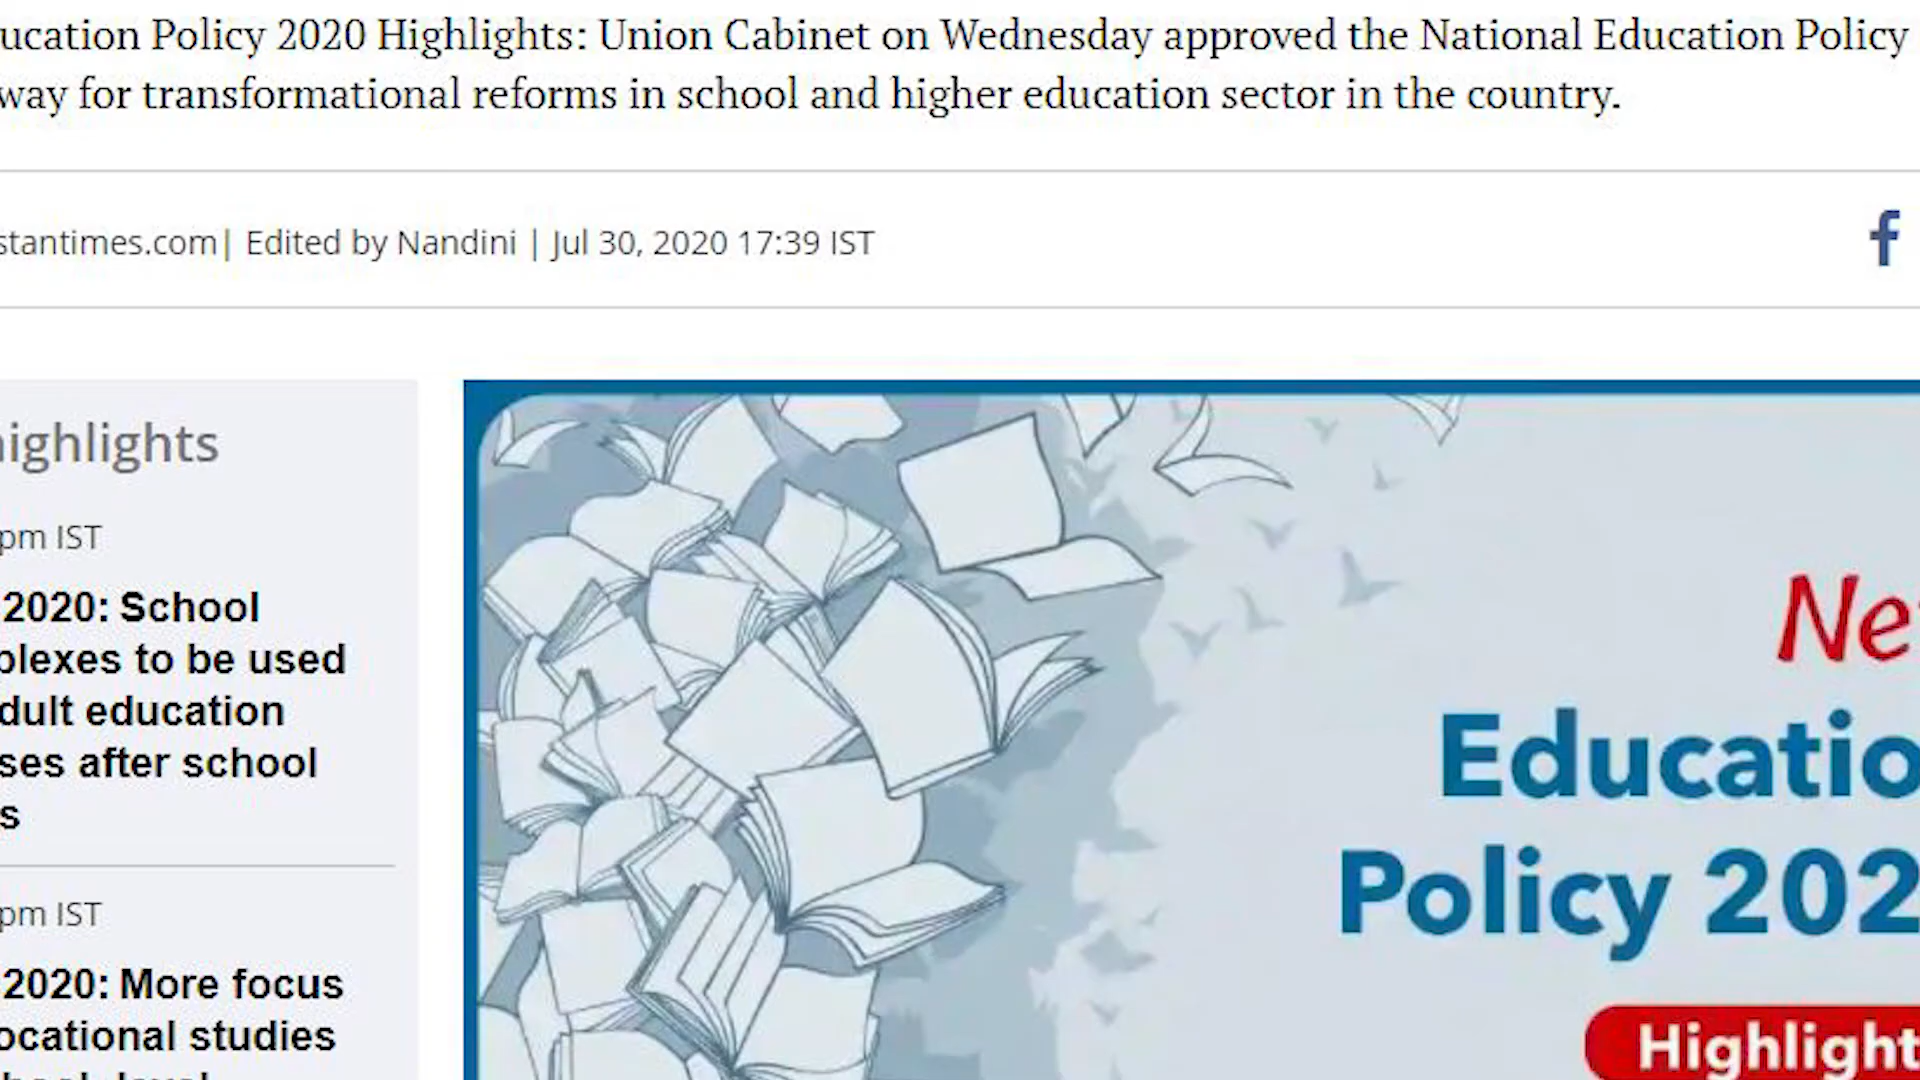 ucation Policy 2020 Highlights: Union Cabinet on Wednesday approved the National Education Policy
way for transformational reforms in school and higher education sector in the country.
stantimes.com| Edited by Nandini | Jul 30, 2020 17:39 IST
ighlights
pm IST
2020: School
plexes to be used
dult education
ses after school
s
pm IST
2020: More focus
ocational studies
Ne
Educatio
Policy 202
Highlight